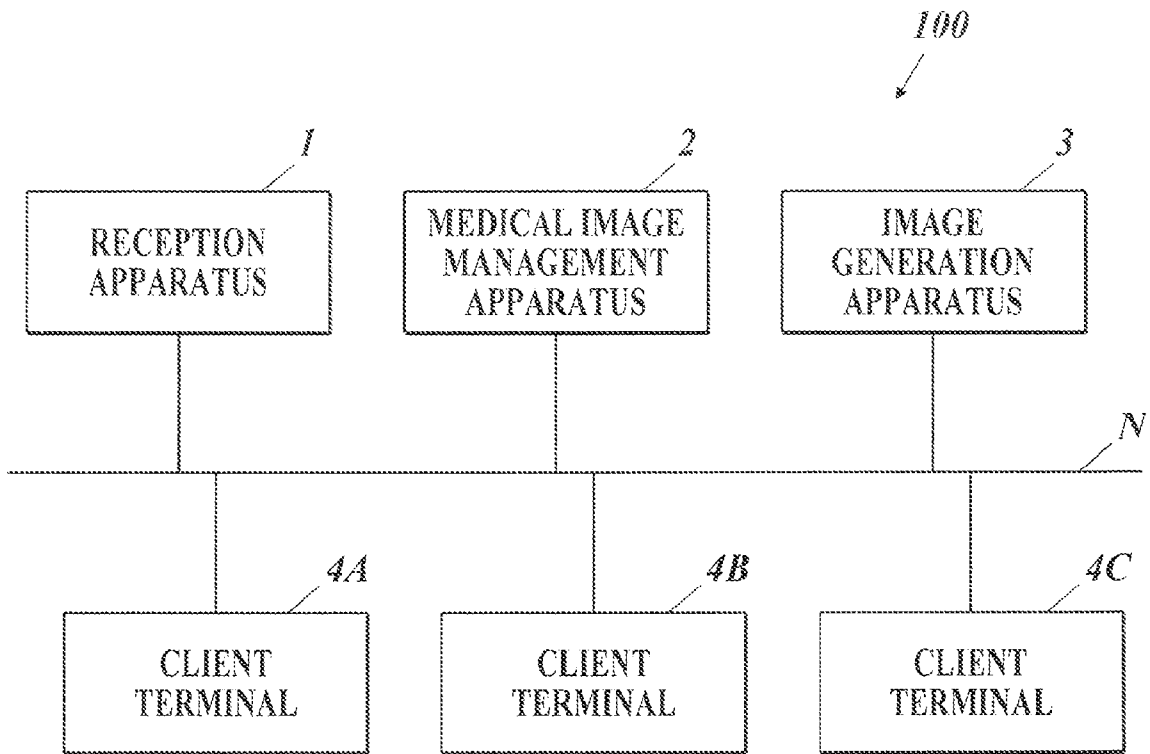 100
1
2
3
RECEPTION
APPARATUS
MEDICAL IMAGE
MANAGEMENT
APPARATUS
IMAGE
GENERATION
APPARATUS
N
4A
4B
4C
CLIENT
TERMINAL
CLIENT
TERMINAL
CLIENT
TERMINAL